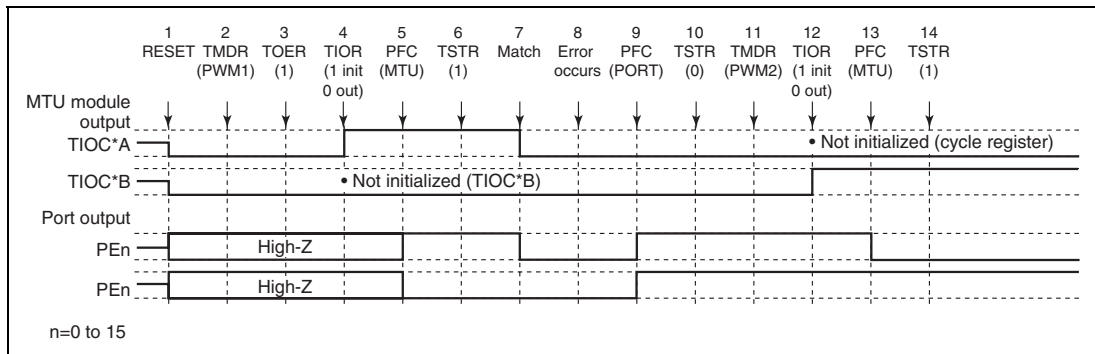 1 2 3 4 5 6 7 8 9 10 11 12 13 14
RESET TMDR TOER TIOR PFC TSTR Match Error PFC TSTR TMDR TIOR PFC TSTR
(PWM1) (1) (1 init (MTU) (1) occurs (PORT) (0) (PWM2) (1 init (MTU) (1)
0 out) 0 out)
MTU module
output
TIOC*A • Not initialized (cycle register)
TIOC*B • Not initialized (TIOC*B)
Port output
PEn High-Z
PEn High-Z
n=0 to 15